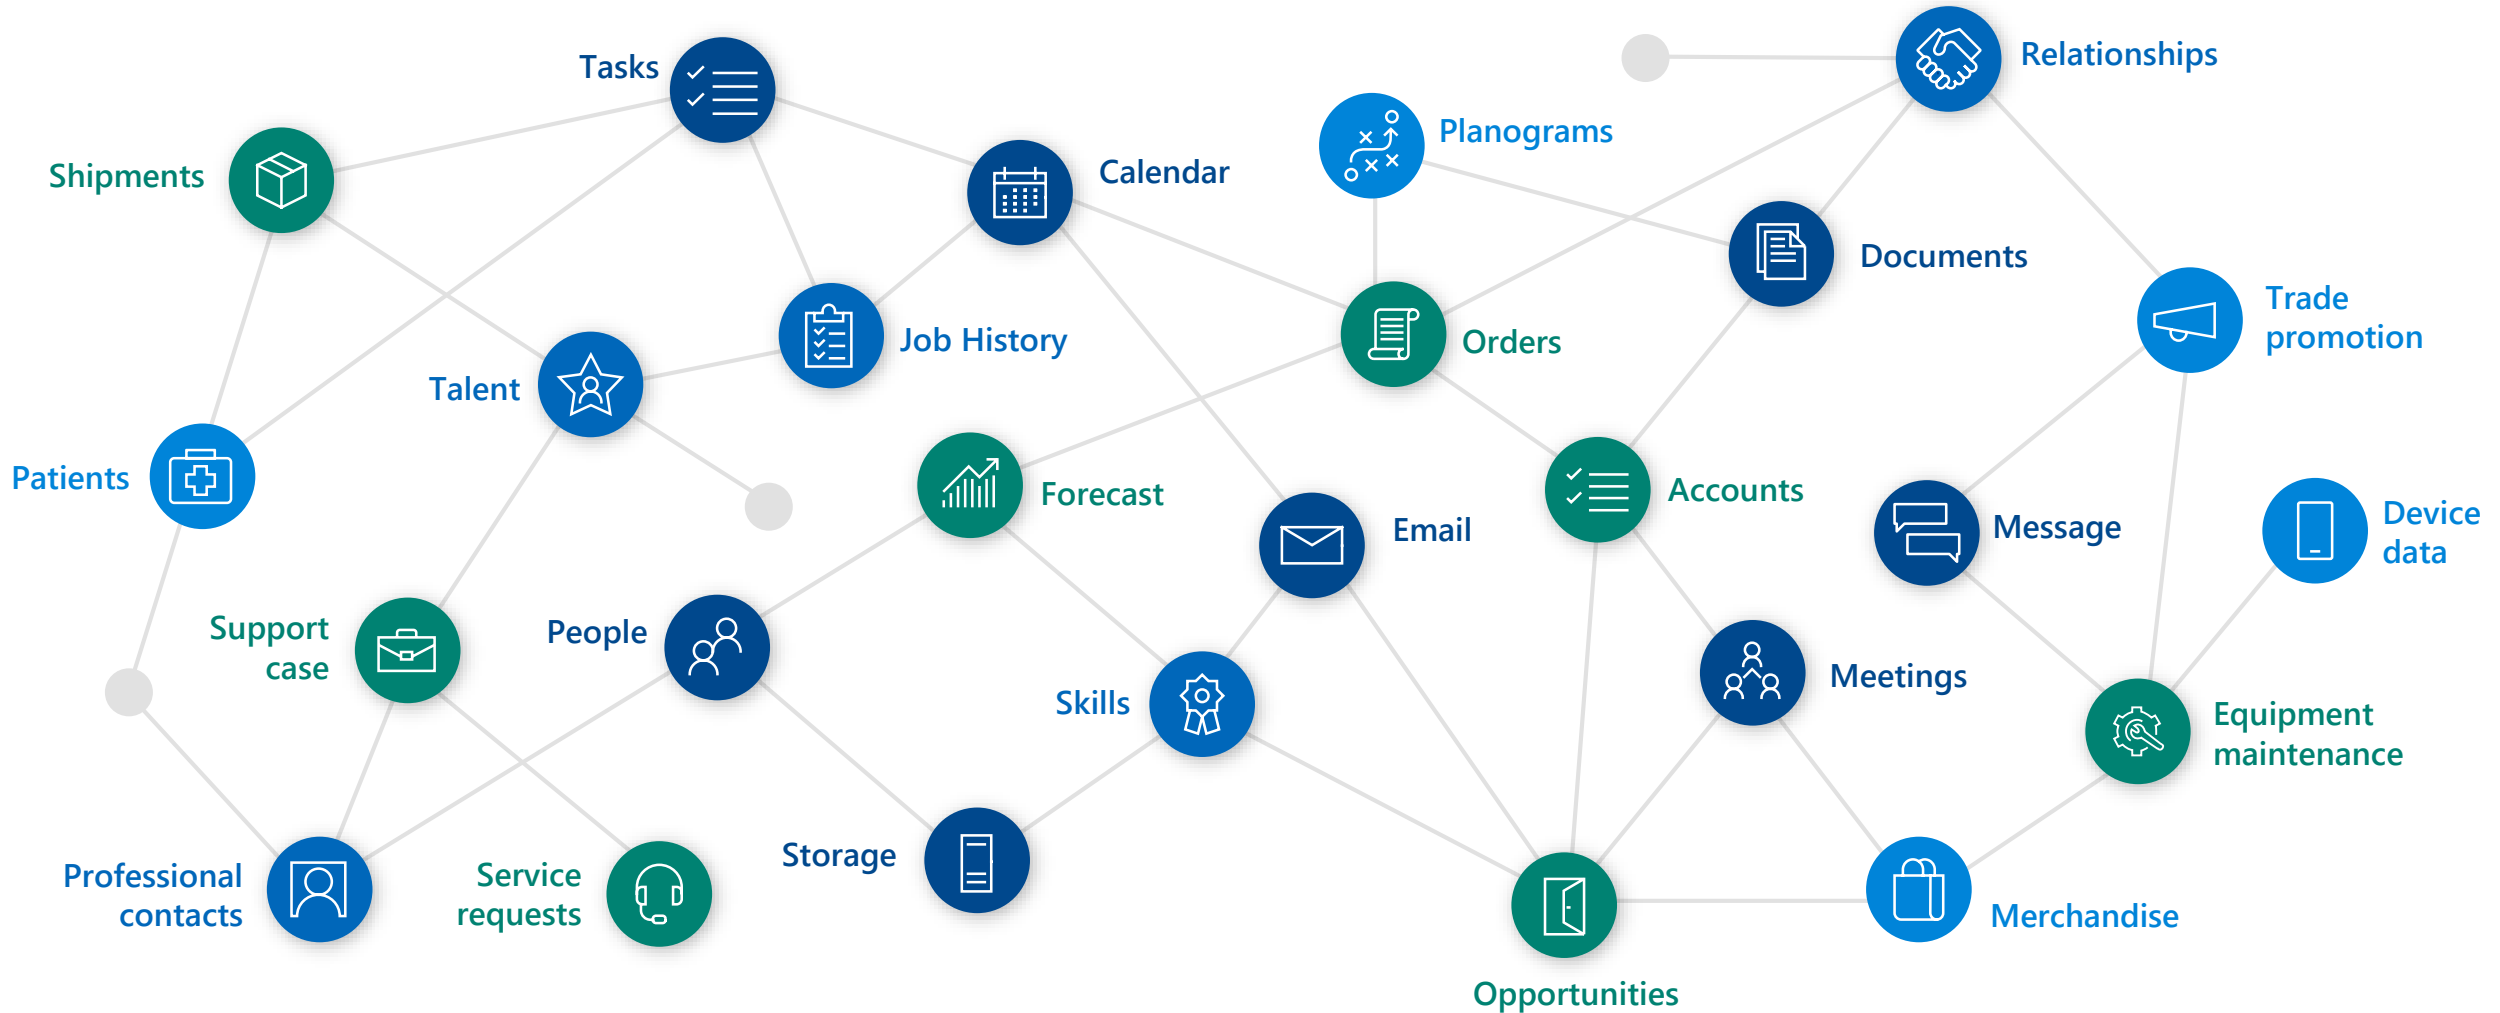 Tasks
Relationships
Planograms
Shipments
Calendar
Documents
Trade
promotion
Job History
Orders
Talent
Patients
Forecast
Accounts
Email
Message
Device
data
Support
case
People
Skills
Meetings
Equipment
maintenance
Professional
contacts
Service
requests
Storage
Merchandise
Opportunities